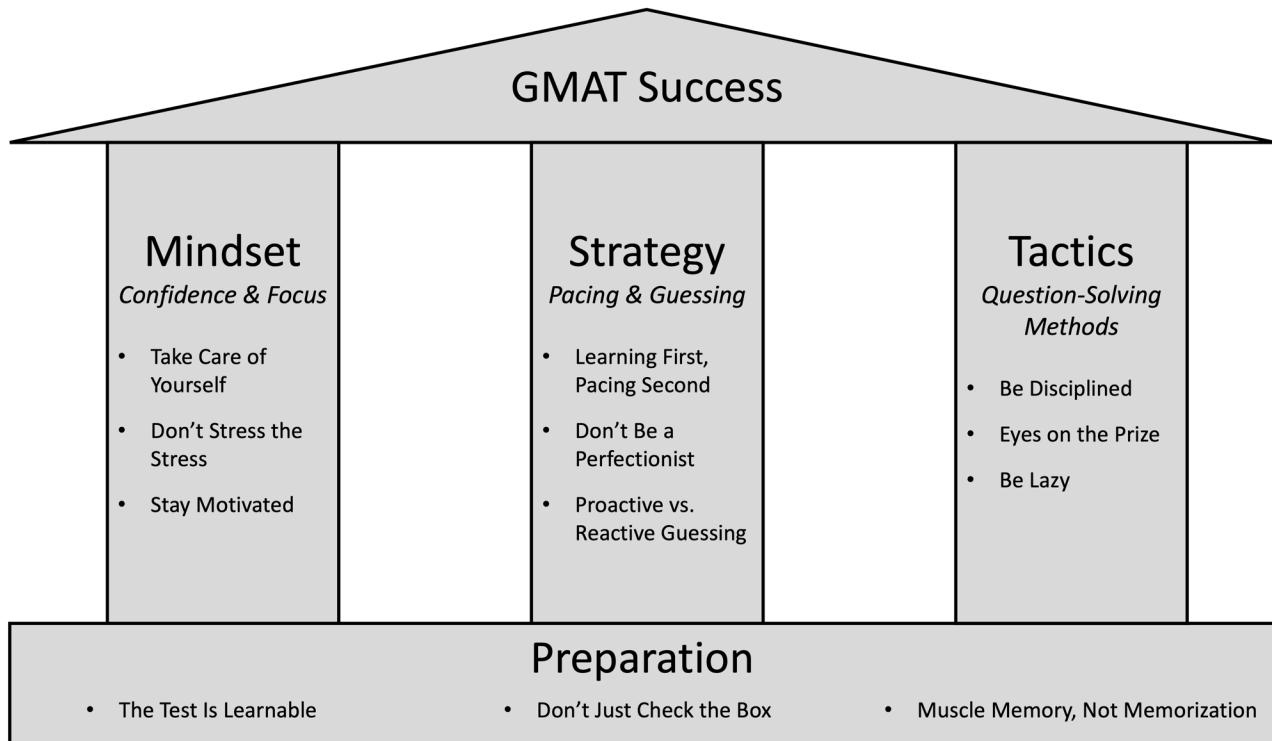 GMAT Success
Mindset
Confidence & Focus
• Take Care of
Yourself
• Don’t Stress the
Stress
• Stay Motivated
Strategy
Pacing & Guessing
• Learning First,
Pacing Second
• Don’t Be a
Perfectionist
• Proactive vs.
Reactive Guessing
Tactics
Question-Solving
Methods
• Be Disciplined
• Eyes on the Prize
• Be Lazy
Preparation
• The Test Is Learnable
• Don’t Just Check the Box
• Muscle Memory, Not Memorization